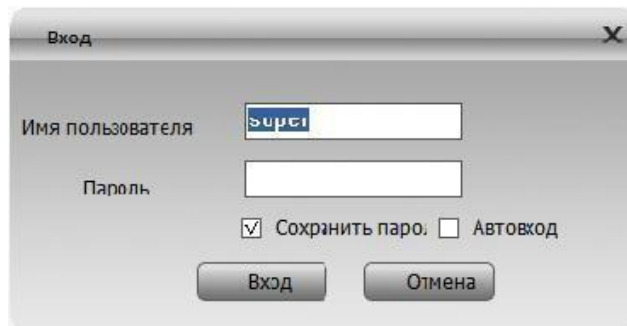 Вход
X
Имя пользователя super
Пароль
Сохранить парол Автовход
Вход Отмена